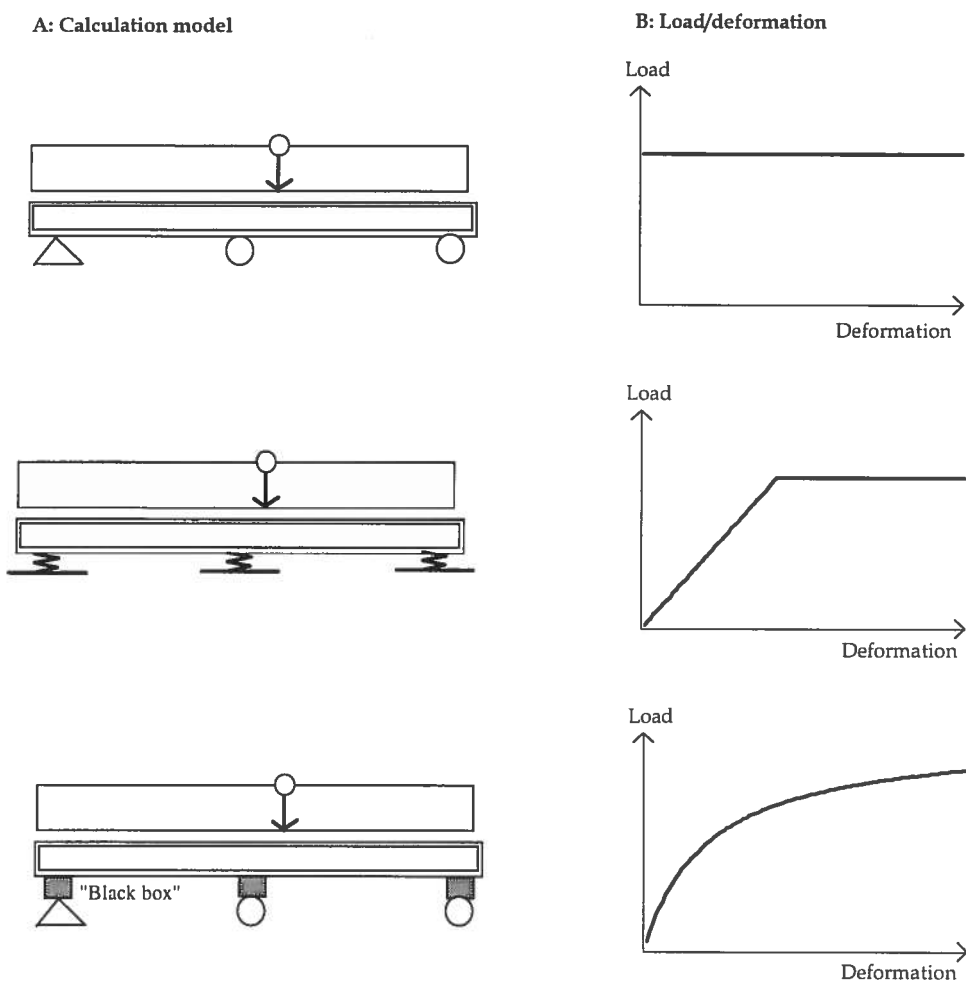 A: Calculation model
B: Load/deformation
Load
Deformation
Load
Deformation
Load
"Black box"
Deformation